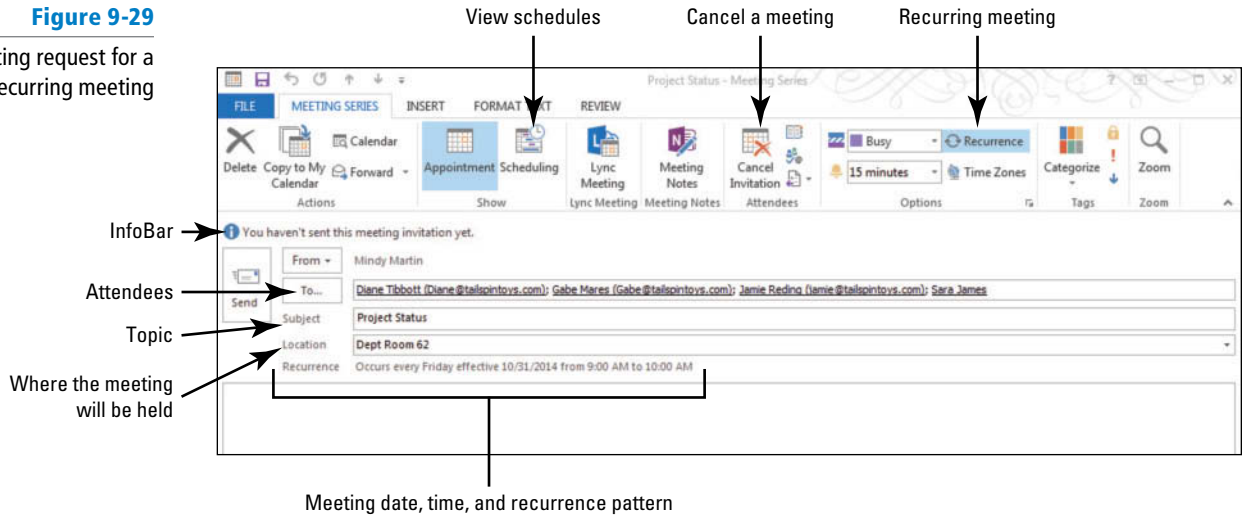 Figure 9-29
ting request for a
ecurring meeting
View schedules
Cancel a meeting
Recurring meeting
Project Status - Meeting Series
FILE MEETING SERIES INSERT FORMAT TEXT REVIEW
Delete
Copy to My Calendar
Calendar
Forward
Actions
Appointment
Scheduling
Show
Lync Meeting
Lync Meeting
Meeting Notes
Meeting Notes
Cancel Invitation
Attendees
Busy
15 minutes
Recurrence
Time Zones
Options
Categorize
Tags
Zoom
Zoom
InfoBar
You haven't sent this meeting invitation yet.
Send
From
Mindy Martin
Attendees
To...
Diane Tibbott (Diane@tailspintoys.com); Gabe Mares (Gabe@tailspintoys.com); Jamie Reding (Jamie@tailspintoys.com); Sara James
Topic
Subject
Project Status
Location
Dept Room 62
Where the meeting
will be held
Recurrence
Occurs every Friday effective 10/31/2014 from 9:00 AM to 10:00 AM
Meeting date, time, and recurrence pattern